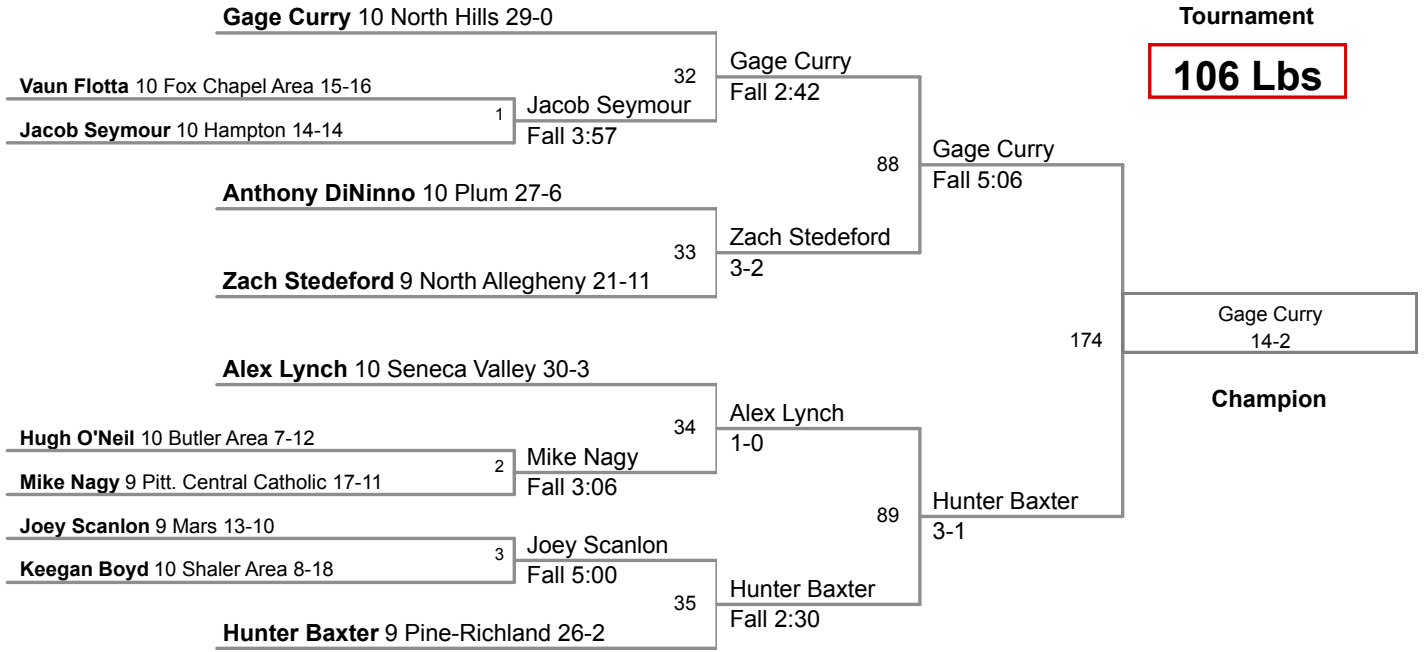 Tournament
106 Lbs
Gage Curry 10 North Hills 29-0
Vaun Flotta 10 Fox Chapel Area 15-16
1
Jacob Seymour 10 Hampton 14-14
Jacob Seymour
Fall 3:57
32
Gage Curry
Fall 2:42
Anthony DiNinno 10 Plum 27-6
33
Zach Stedeford 9 North Allegheny 21-11
Zach Stedeford
3-2
88
Gage Curry
Fall 5:06
Alex Lynch 10 Seneca Valley 30-3
Hugh O'Neil 10 Butler Area 7-12
2
Mike Nagy 9 Pitt. Central Catholic 17-11
Mike Nagy
Fall 3:06
34
Alex Lynch
1-0
Joey Scanlon 9 Mars 13-10
3
Keegan Boyd 10 Shaler Area 8-18
Joey Scanlon
Fall 5:00
35
Hunter Baxter 9 Pine-Richland 26-2
Hunter Baxter
Fall 2:30
89
Hunter Baxter
3-1
174
Gage Curry
14-2
Champion